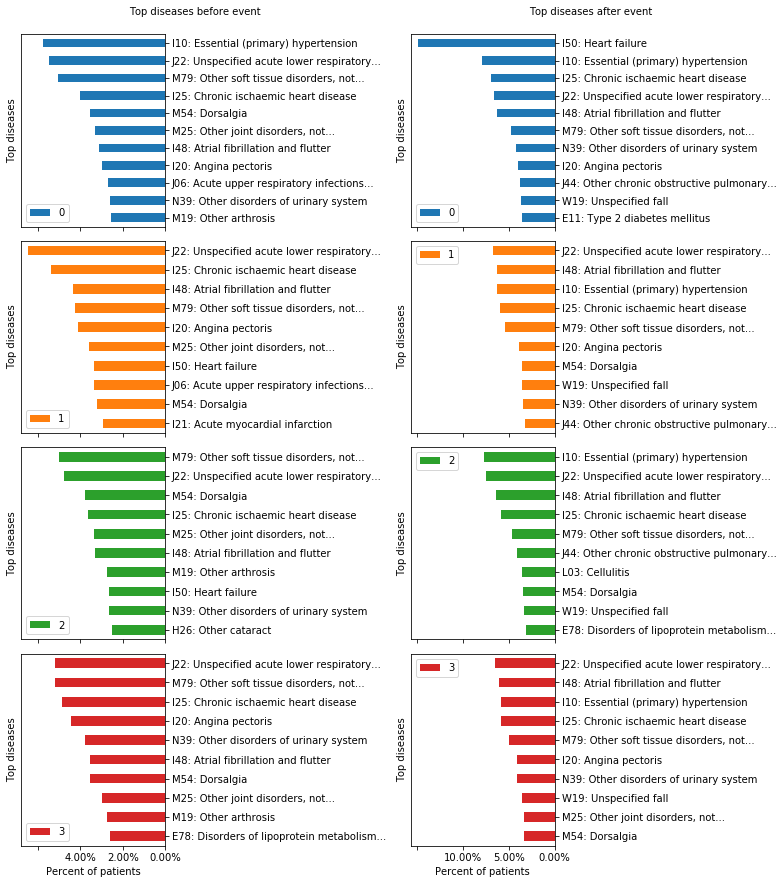 Top diseases before event
Top diseases after event
Top diseases
I10: Essential (primary) hypertension
J22: Unspecified acute lower respiratory...
M79: Other soft tissue disorders, not...
I25: Chronic ischaemic heart disease
M54: Dorsalgia
M25: Other joint disorders, not...
I48: Atrial fibrillation and flutter
I20: Angina pectoris
J06: Acute upper respiratory infections...
N39: Other disorders of urinary system
M19: Other arthrosis
0
Top diseases
I50: Heart failure
I10: Essential (primary) hypertension
I25: Chronic ischaemic heart disease
J22: Unspecified acute lower respiratory...
I48: Atrial fibrillation and flutter
M79: Other soft tissue disorders, not...
N39: Other disorders of urinary system
I20: Angina pectoris
J44: Other chronic obstructive pulmonary...
W19: Unspecified fall
E11: Type 2 diabetes mellitus
0
Top diseases
J22: Unspecified acute lower respiratory...
I25: Chronic ischaemic heart disease
I48: Atrial fibrillation and flutter
M79: Other soft tissue disorders, not...
I20: Angina pectoris
M25: Other joint disorders, not...
I50: Heart failure
J06: Acute upper respiratory infections...
M54: Dorsalgia
I21: Acute myocardial infarction
1
Top diseases
1
J22: Unspecified acute lower respiratory...
I48: Atrial fibrillation and flutter
I10: Essential (primary) hypertension
I25: Chronic ischaemic heart disease
M79: Other soft tissue disorders, not...
I20: Angina pectoris
M54: Dorsalgia
W19: Unspecified fall
N39: Other disorders of urinary system
J44: Other chronic obstructive pulmonary...
Top diseases
M79: Other soft tissue disorders, not...
J22: Unspecified acute lower respiratory...
M54: Dorsalgia
I25: Chronic ischaemic heart disease
M25: Other joint disorders, not...
I48: Atrial fibrillation and flutter
M19: Other arthrosis
I50: Heart failure
N39: Other disorders of urinary system
H26: Other cataract
2
Top diseases
2
I10: Essential (primary) hypertension
J22: Unspecified acute lower respiratory...
I48: Atrial fibrillation and flutter
I25: Chronic ischaemic heart disease
M79: Other soft tissue disorders, not...
J44: Other chronic obstructive pulmonary...
L03: Cellulitis
M54: Dorsalgia
W19: Unspecified fall
E78: Disorders of lipoprotein metabolism...
Top diseases
J22: Unspecified acute lower respiratory...
M79: Other soft tissue disorders, not...
I25: Chronic ischaemic heart disease
I20: Angina pectoris
N39: Other disorders of urinary system
I48: Atrial fibrillation and flutter
M54: Dorsalgia
M25: Other joint disorders, not...
M19: Other arthrosis
E78: Disorders of lipoprotein metabolism...
3
4.00% 2.00% 0.00%
Percent of patients
Top diseases
3
J22: Unspecified acute lower respiratory...
I48: Atrial fibrillation and flutter
I10: Essential (primary) hypertension
I25: Chronic ischaemic heart disease
M79: Other soft tissue disorders, not...
I20: Angina pectoris
N39: Other disorders of urinary system
W19: Unspecified fall
M25: Other joint disorders, not...
M54: Dorsalgia
10.00% 5.00% 0.00%
Percent of patients